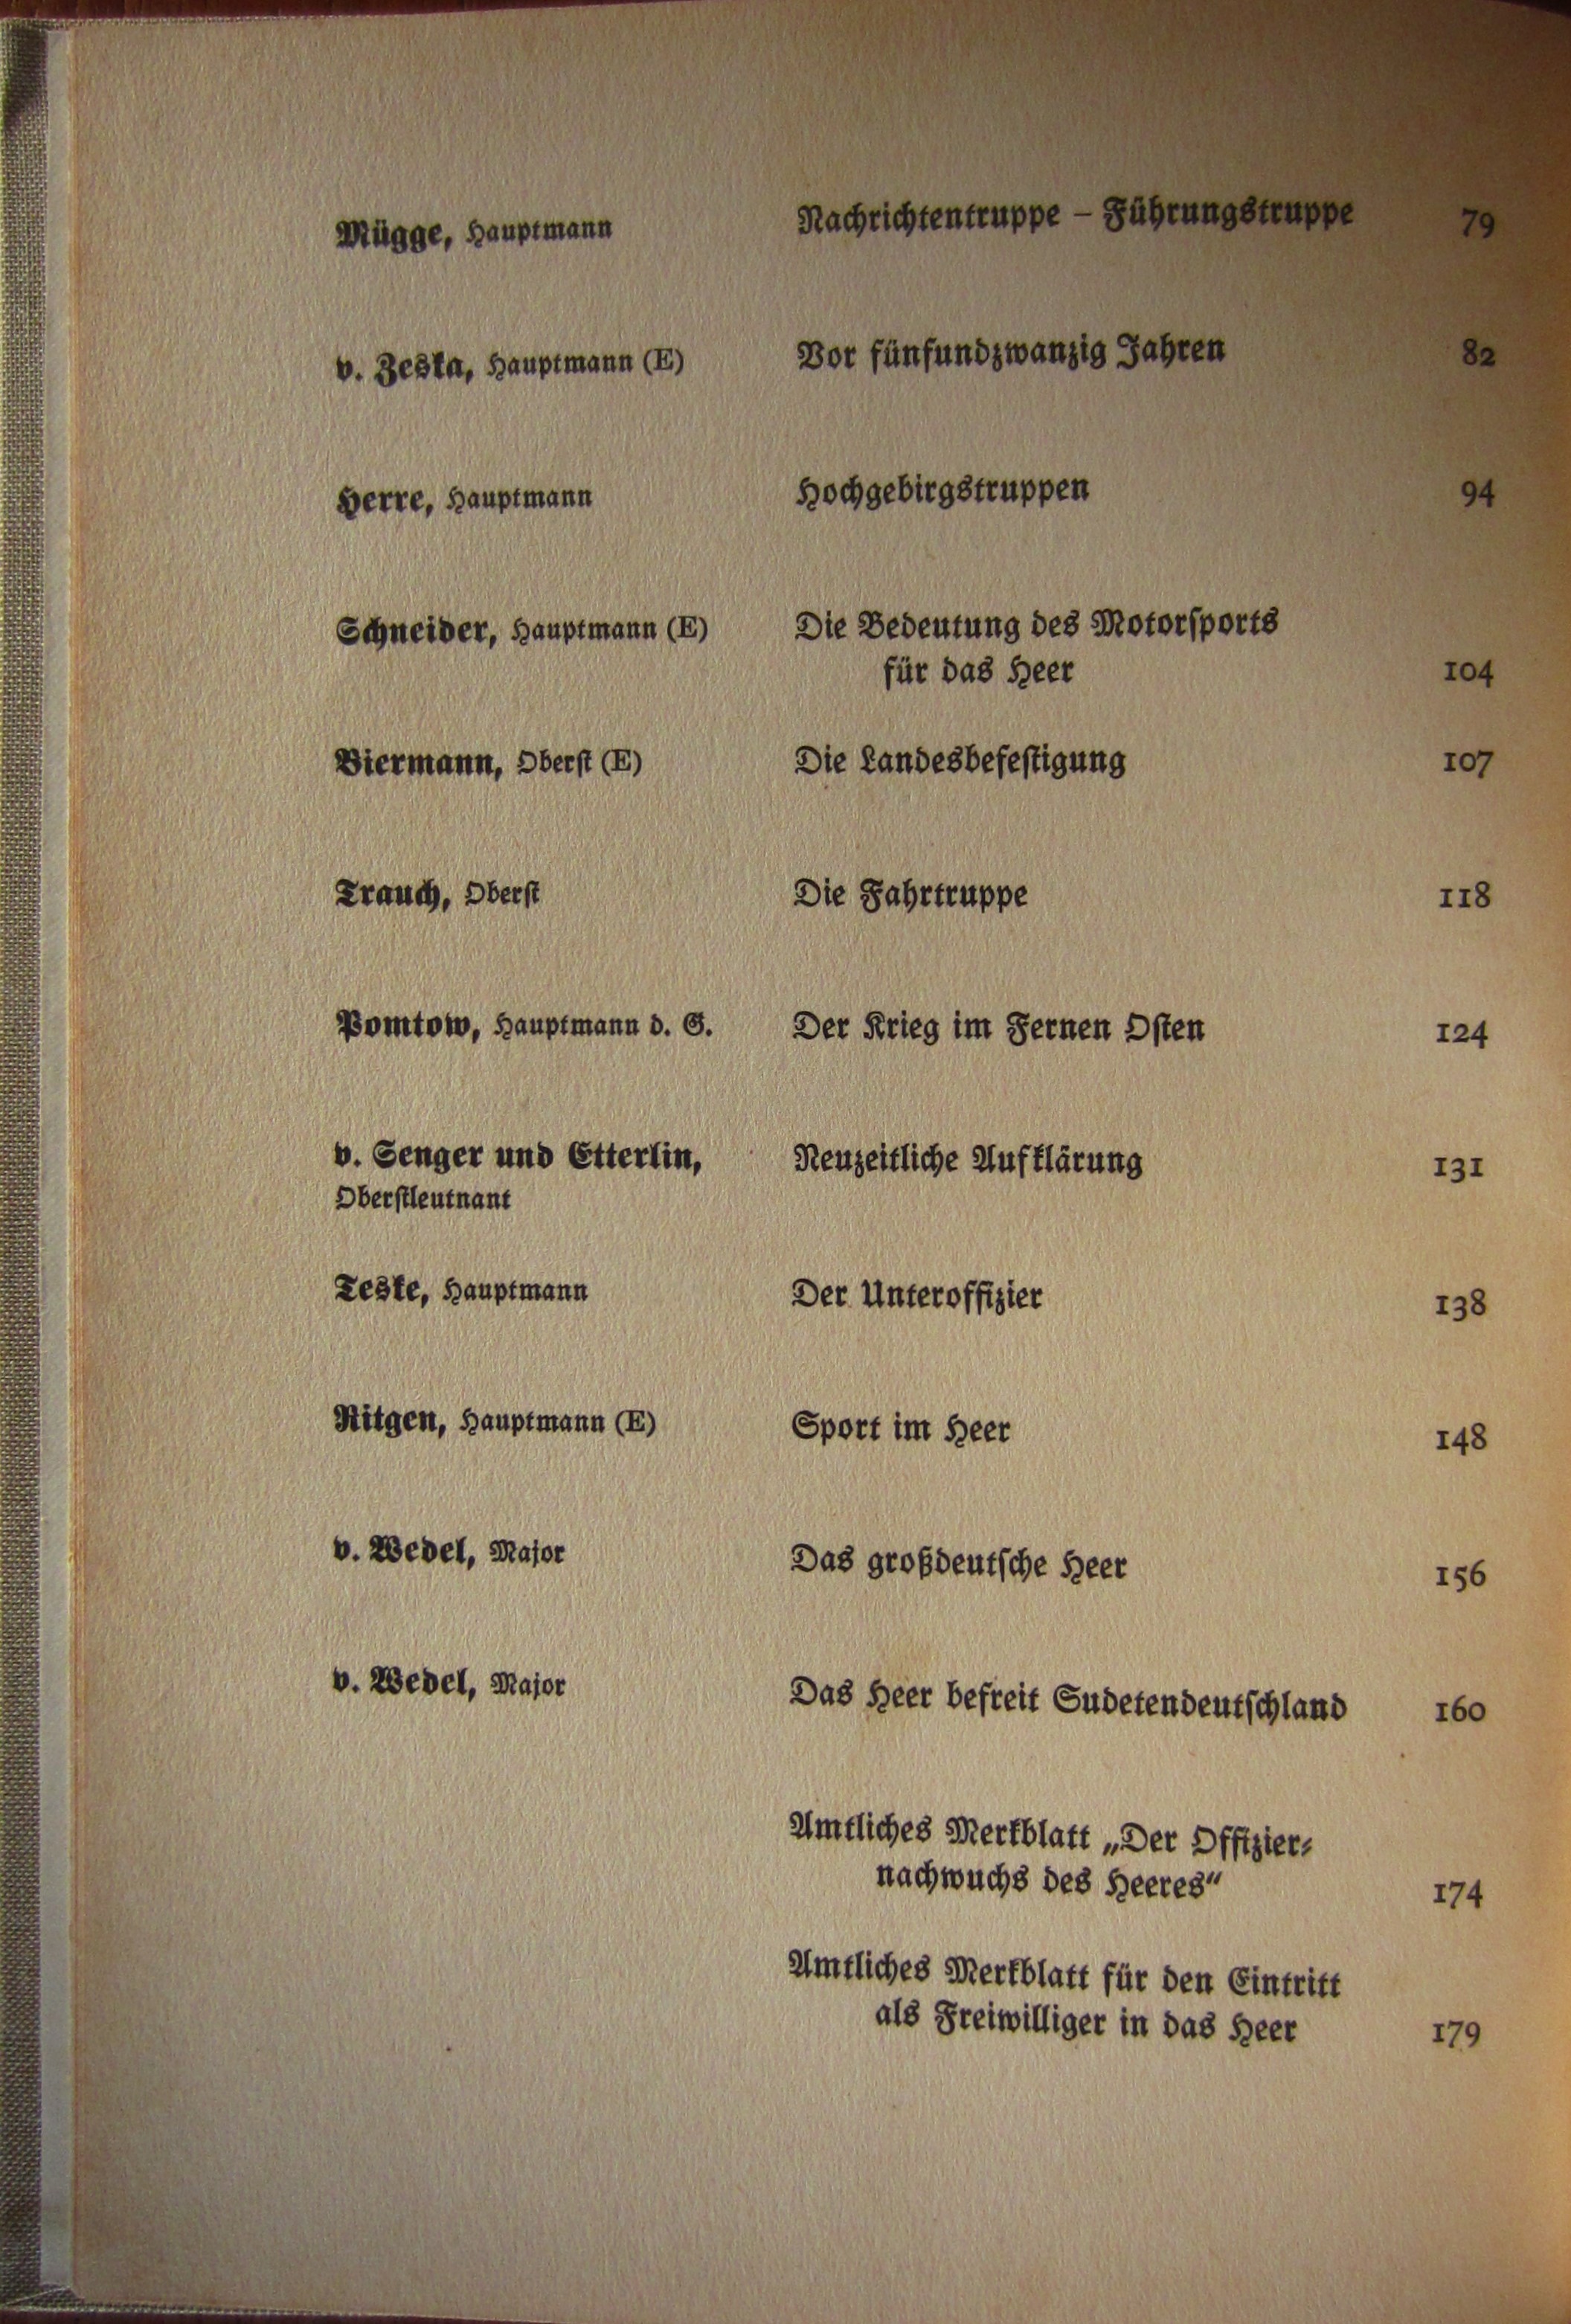 Mügge, Hauptmann Nachrichtentruppe – Führungstruppe 79
v. Zeska, Hauptmann (E) Vor fünfundzwanzig Jahren 82
Herre, Hauptmann Hochgebirgstruppen 94
Schneider, Hauptmann (E) Die Bedeutung des Motorsports
für das Heer 104
Biermann, Oberst (E) Die Landesbefestigung 107
Trauch, Oberst Die Fahrtruppe 118
Pomtow, Hauptmann d. G. Der Krieg im Fernen Osten 124
v. Senger und Etterlin, Neuzeitliche Aufklärung 131
Oberstleutnant
Teske, Hauptmann Der Unteroffizier 138
Ritgen, Hauptmann (E) Sport im Heer 148
v. Wedel, Major Das großdeutsche Heer 156
v. Wedel, Major Das Heer befreit Sudetendeutschland 160
Amtliches Merkblatt „Der Offizier-
nachwuchs des Heeres“ 174
Amtliches Merkblatt für den Eintritt
als Freiwilliger in das Heer 179